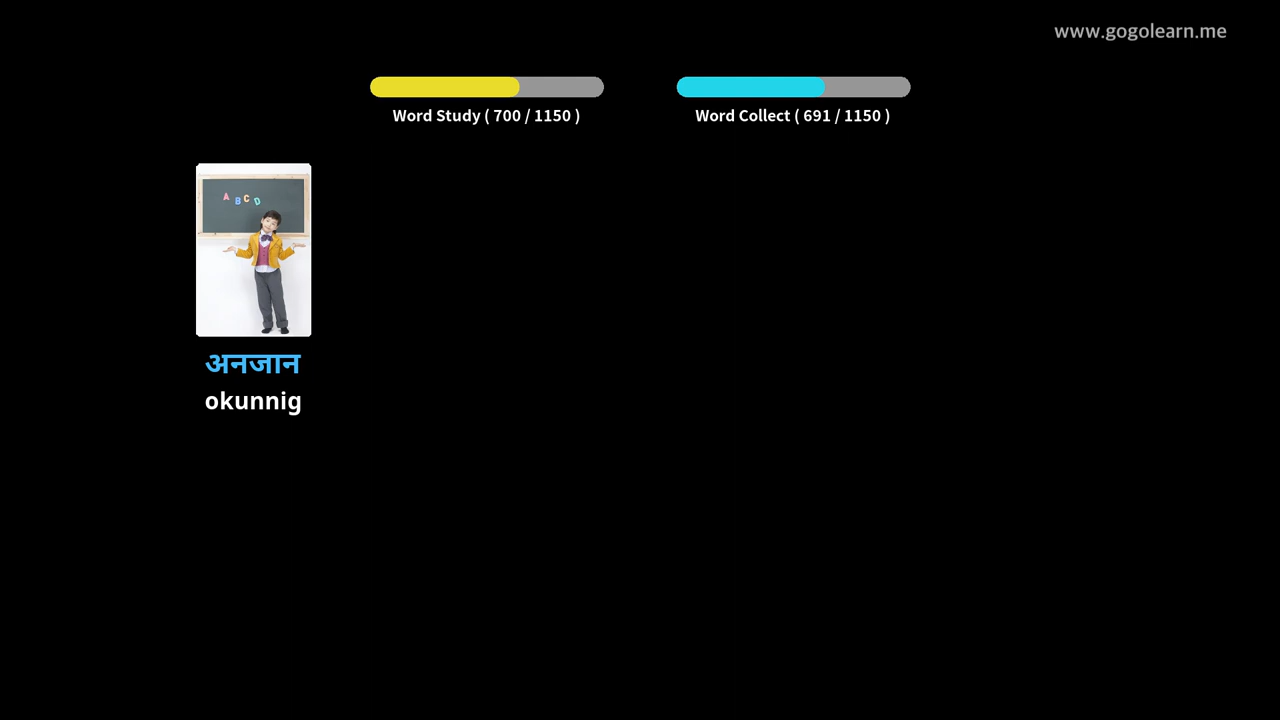 www.gogolearn.me
Word Study ( 700 / 1150 )
Word Collect ( 691 / 1150 )
A B C D
अनजान
okunnig